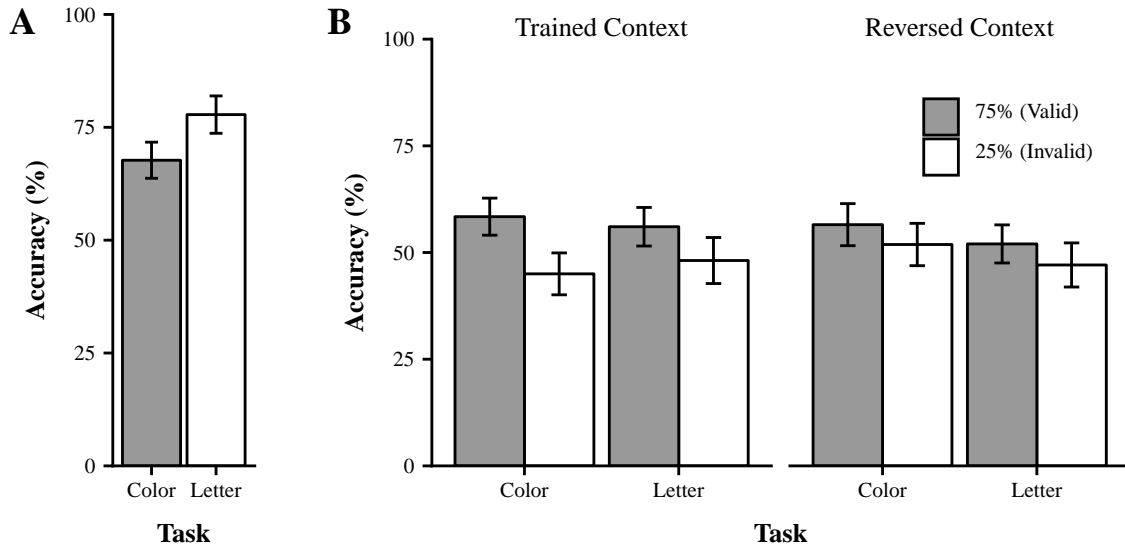 A
100
75
50
25
0
Accuracy (%)
Color Letter
Task
B
Trained Context Reversed Context
100
75
50
25
0
Accuracy (%)
75% (Valid)
25% (Invalid)
Color Letter Color Letter
Task